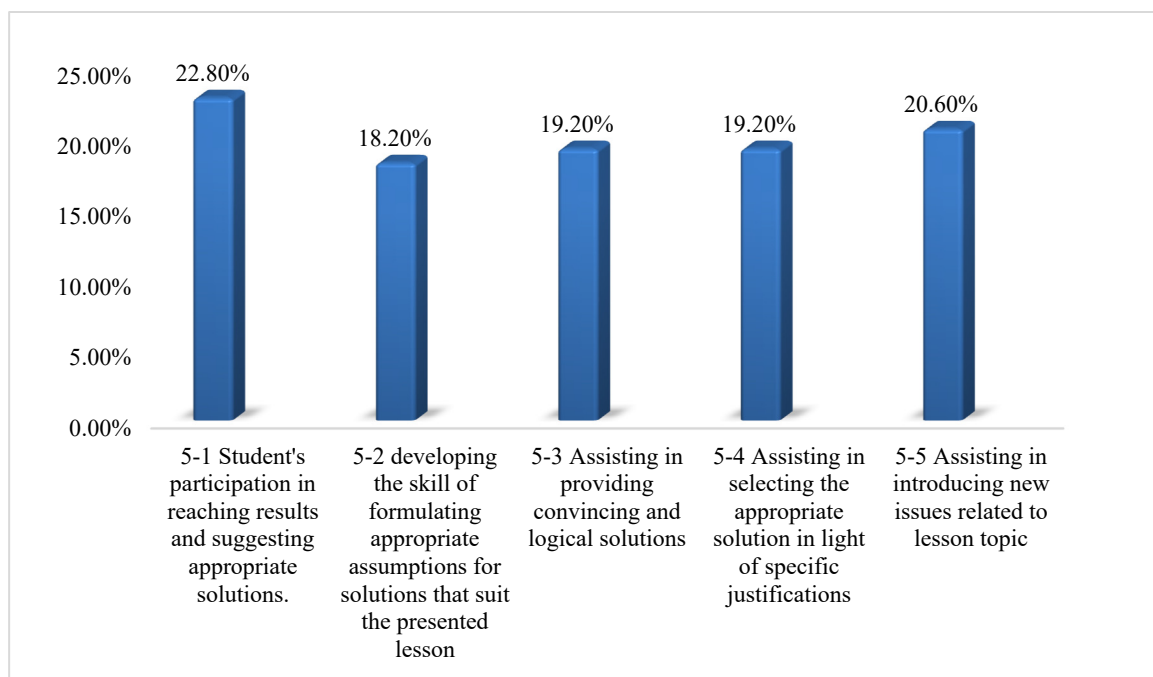 25.00%
20.00%
15.00%
10.00%
5.00%
0.00%
22.80%
18.20%
19.20%
19.20%
20.60%
5-1 Student's
participation in
reaching results
and suggesting
appropriate
solutions.
5-2 developing
the skill of
formulating
appropriate
assumptions for
solutions that suit
the presented
lesson
5-3 Assisting in
providing
convincing and
logical solutions
5-4 Assisting in
selecting the
appropriate
solution in light
of specific
justifications
5-5 Assisting in
introducing new
issues related to
lesson topic